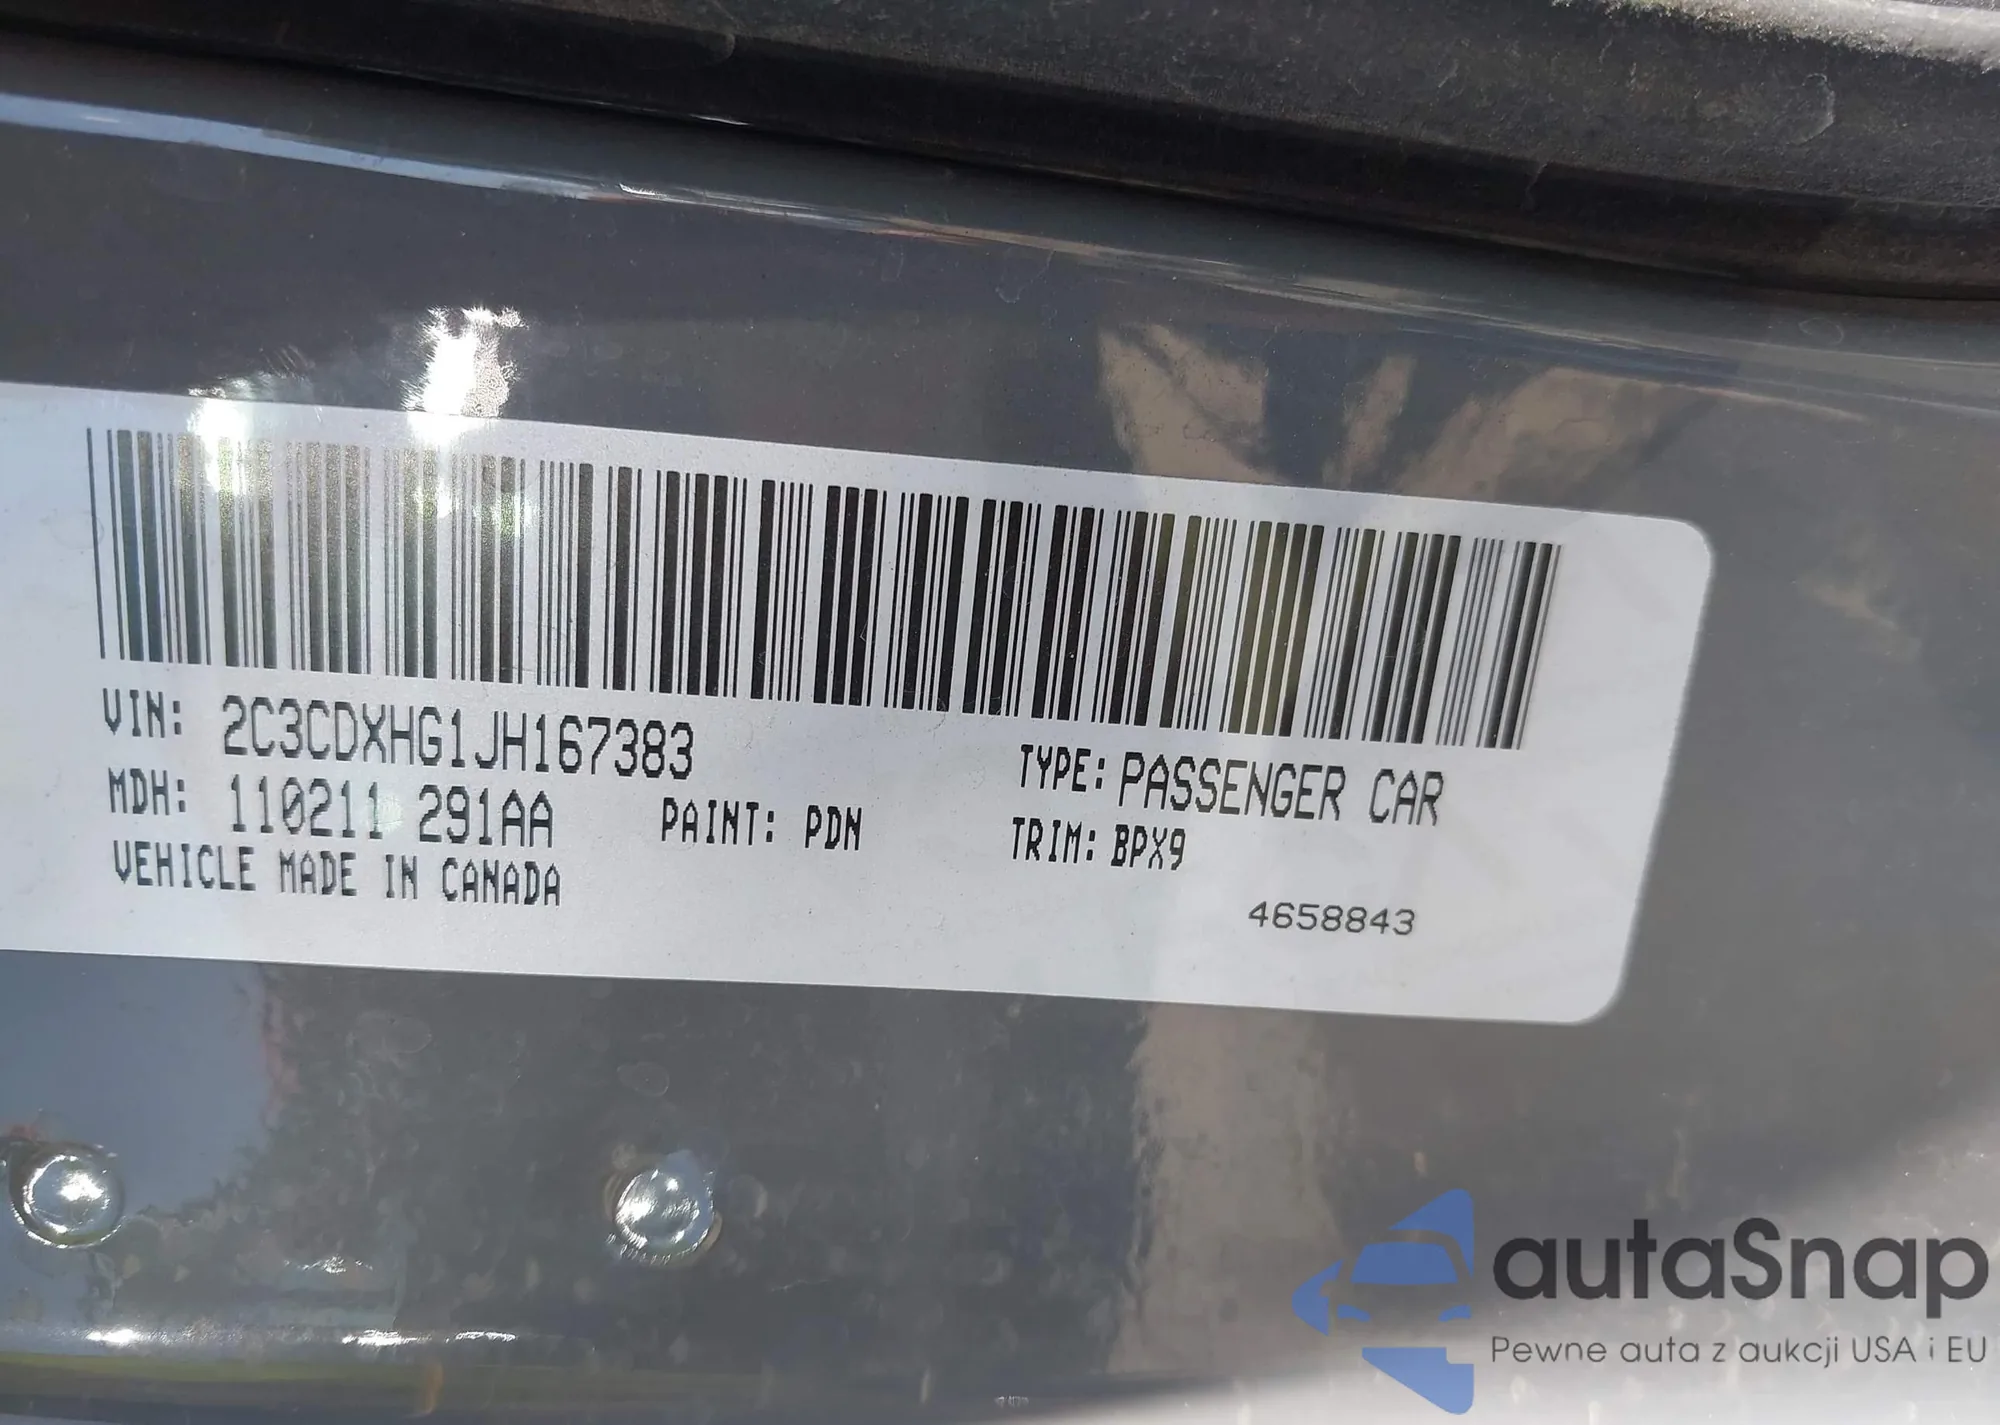 VIN: 2C3CDXHG1JH167383
TYPE: PASSENGER CAR
MDH: 110211 291AA
PAINT: PDN
TRIM: BPX9
VEHICLE MADE IN CANADA
4658843
autaSnap
Pewne auta z aukcji USA i EU